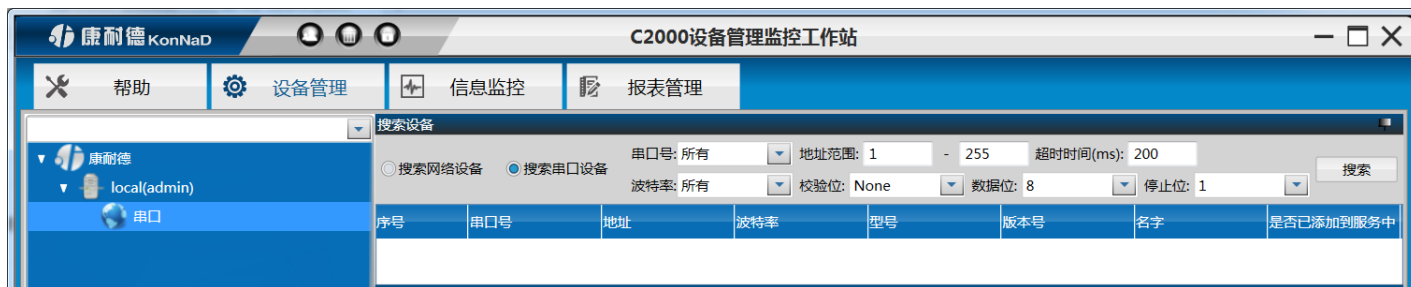 康耐德 KonNaD
C2000设备管理监控工作站
帮助 设备管理 信息监控 报表管理
搜索设备
康耐德
local(admin)
串口
搜索网络设备 搜索串口设备
串口号: 所有 地址范围: 1 - 255 超时时间(ms): 200
波特率: 所有 校验位: None 数据位: 8 停止位: 1
搜索
序号 串口号 地址 波特率 型号 版本号 名字 是否已添加到服务中